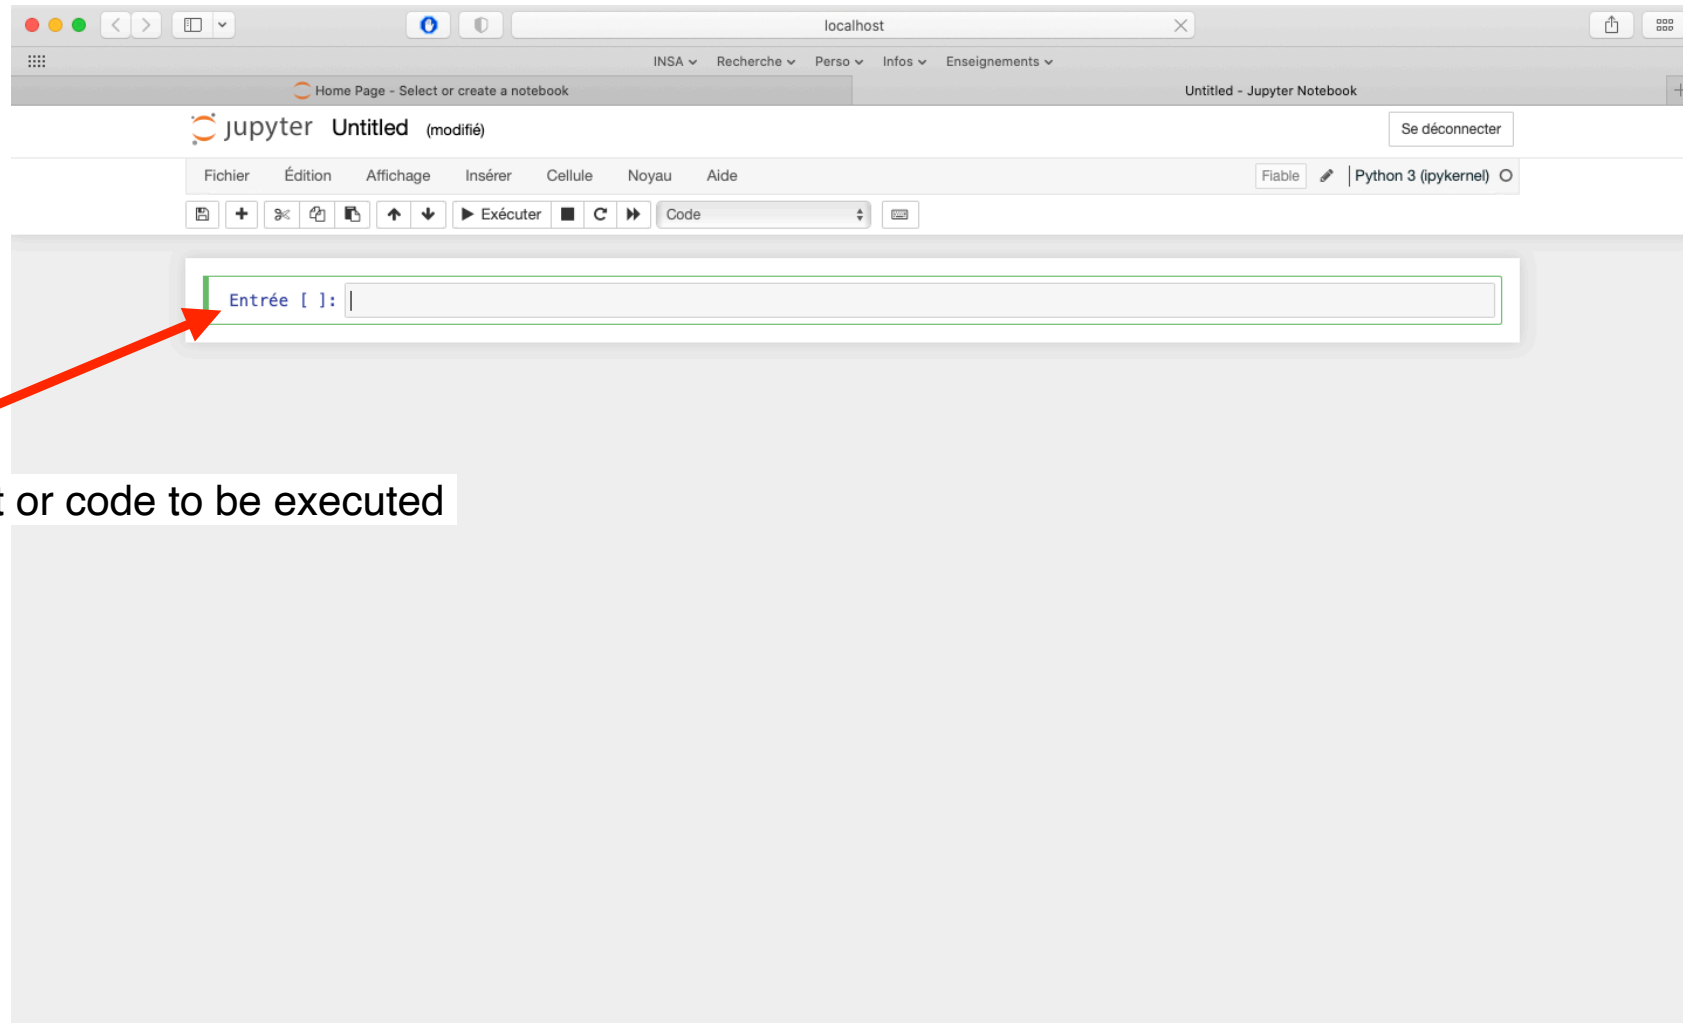 localhost
INSA Recherche Perso Infos Enseignements
Home Page - Select or create a notebook
Untitled - Jupyter Notebook
jupyter Untitled (modifié)
Se déconnecter
Fichier Édition Affichage Insérer Cellule Noyau Aide
Fiable Python 3 (ipykernel)
Exécuter Code
Entrée [ ]:
or code to be executed